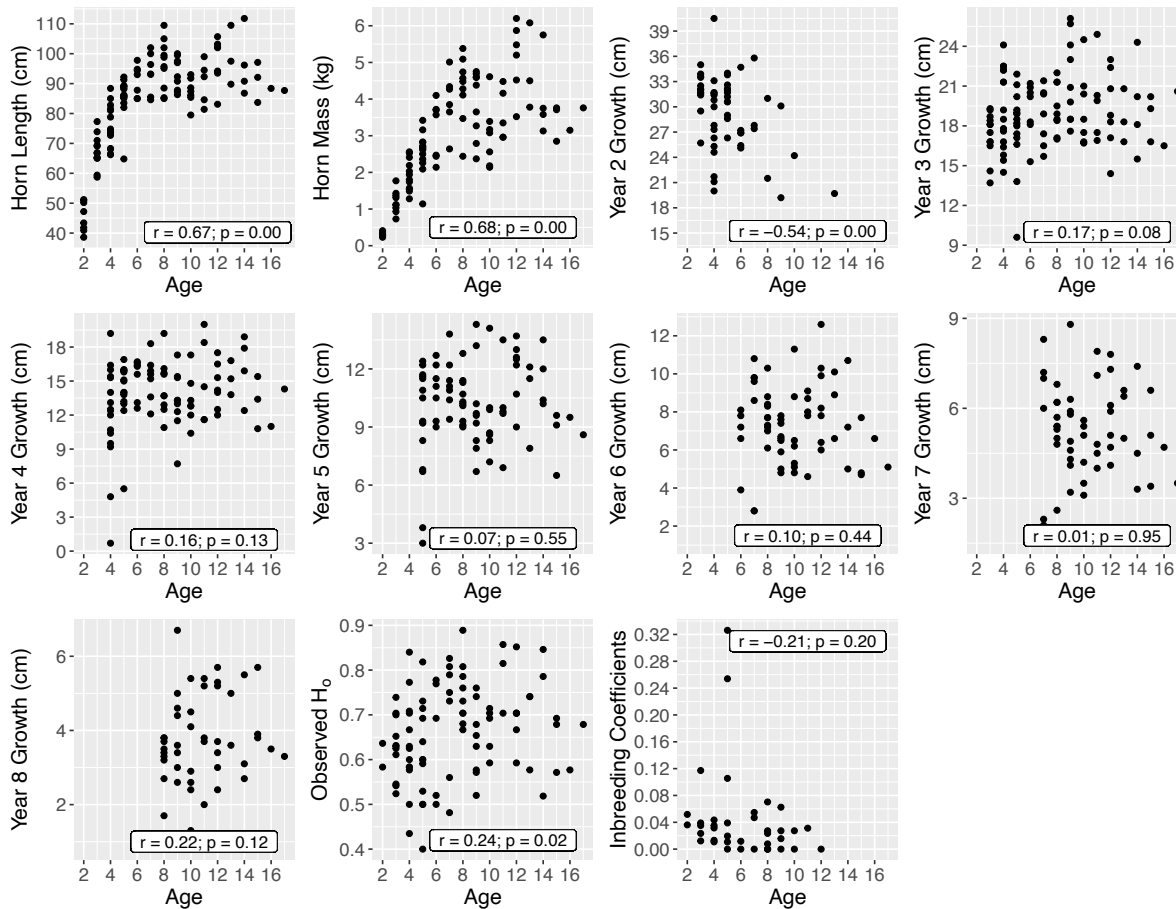 Horn Length (cm)
110
100
90
80
70
60
50
40
r = 0.67; p = 0.00
2 4 6 8 10 12 14 16
Age
Horn Mass (kg)
6
5
4
3
2
1
0
r = 0.68; p = 0.00
2 4 6 8 10 12 14 16
Age
Year 2 Growth (cm)
39
36
33
30
27
24
21
18
15
r = −0.54; p = 0.00
2 4 6 8 10 12 14 16
Age
Year 3 Growth (cm)
24
21
18
15
12
9
r = 0.17; p = 0.08
2 4 6 8 10 12 14 16
Age
Year 4 Growth (cm)
18
15
12
9
6
3
0
r = 0.16; p = 0.13
2 4 6 8 10 12 14 16
Age
Year 5 Growth (cm)
12
9
6
3
r = 0.07; p = 0.55
2 4 6 8 10 12 14 16
Age
Year 6 Growth (cm)
12
10
8
6
4
2
r = 0.10; p = 0.44
2 4 6 8 10 12 14 16
Age
Year 7 Growth (cm)
9
6
3
r = 0.01; p = 0.95
2 4 6 8 10 12 14 16
Age
Year 8 Growth (cm)
6
4
2
r = 0.22; p = 0.12
2 4 6 8 10 12 14 16
Age
Observed Hₒ
0.9
0.8
0.7
0.6
0.5
0.4
r = 0.24; p = 0.02
2 4 6 8 10 12 14 16
Age
Inbreeding Coefficients
0.32
0.28
0.24
0.20
0.16
0.12
0.08
0.04
0.00
r = −0.21; p = 0.20
2 4 6 8 10 12 14 16
Age